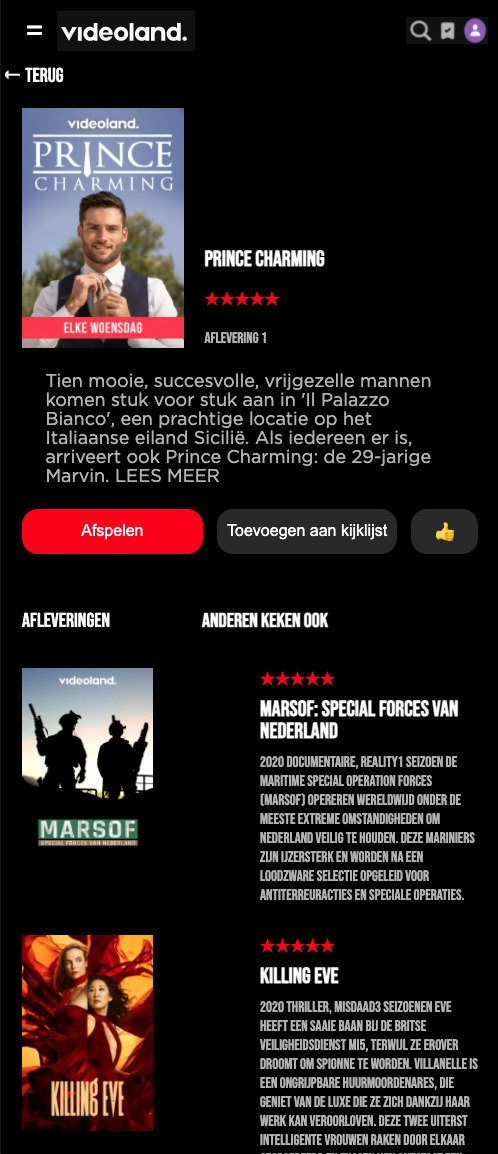 videoland.
← TERUG
videoland.
PRINCE
CHARMING
ELKE WOENSDAG
PRINCE CHARMING
★★★★★
AFLEVERING 1
Tien mooie, succesvolle, vrijgezelle mannen
komen stuk voor stuk aan in 'Il Palazzo
Bianco', een prachtige locatie op het
Italiaanse eiland Sicilië. Als iedereen er is,
arriveert ook Prince Charming: de 29-jarige
Marvin. LEES MEER
Afspelen
Toevoegen aan kijklijst
AFLEVERINGEN
ANDEREN KEKEN OOK
videoland.
MARSOF
SPECIAL FORCES VAN NEDERLAND
★★★★★
MARSOF: SPECIAL FORCES VAN
NEDERLAND
2020 DOCUMENTAIRE, REALITY1 SEIZOEN DE
MARITIME SPECIAL OPERATION FORCES
(MARSOF) OPEREREN WERELDWIJD ONDER DE
MEESTE EXTREME OMSTANDIGHEDEN OM
NEDERLAND VEILIG TE HOUDEN. DEZE MARINIERS
ZIJN IJZERSTERK EN WORDEN NA EEN
LOODZWARE SELECTIE OPGELEID VOOR
ANTITERREURACTIES EN SPECIALE OPERATIES.
KILLING EVE
★★★★★
KILLING EVE
2020 THRILLER, MISDAAD3 SEIZOENEN EVE
HEEFT EEN SAAIE BAAN BIJ DE BRITSE
VEILIGHEIDSDIENST MI5, TERWIJL ZE EROVER
DROOMT OM SPIONNE TE WORDEN. VILLANELLE IS
EEN ONGRIJPBARE HUURMOORDENARES, DIE
GENIET VAN DE LUXE DIE ZE ZICH DANKZIJ HAAR
WERK KAN VEROORLOVEN. DEZE TWEE UITERST
INTELLIGENTE VROUWEN RAKEN DOOR ELKAAR